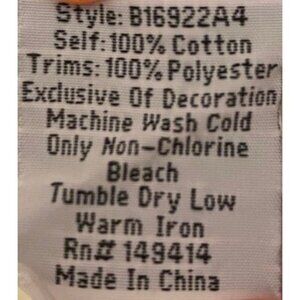 Style: B16922A4
Self:100% Cotton
Trims:100% Polyester
Exclusive Of Decoration
Machine Wash Cold
Only Non-Chlorine
Bleach
Tumble Dry Low
Warm Iron
Rn# 149414
Made In China